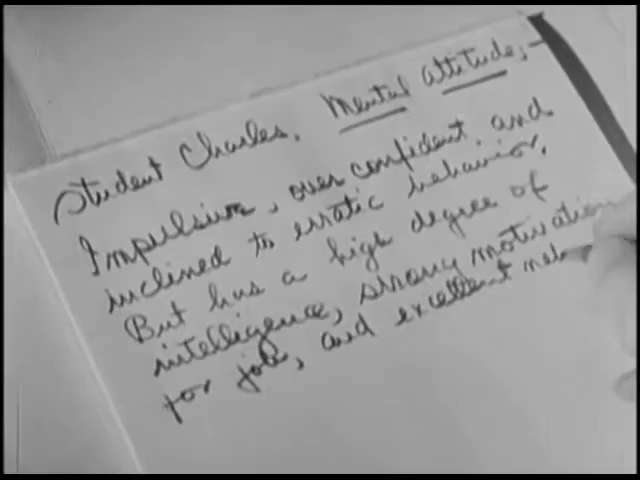 Student Charles. Mental Attitude;-
Impulsive, over confident, and
inclined to erratic behavior.
But has a high degree of
intelligence, strong motivation
for job, and excellent